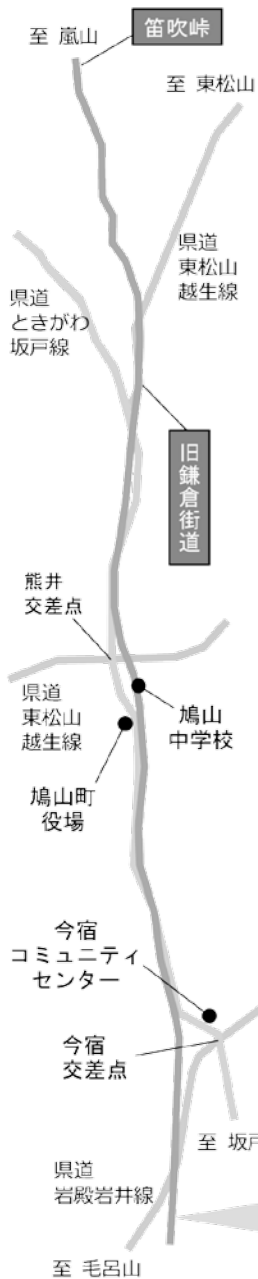 笛吹峠
至 嵐山
至 東松山
県道
東松山
越生線
県道
ときがわ
坂戸線
旧鎌倉街道
熊井
交差点
県道
東松山
越生線
鳩山
中学校
鳩山町
役場
今宿
コミュニティ
センター
今宿
交差点
至 坂戸
県道
岩殿岩井線
至 毛呂山